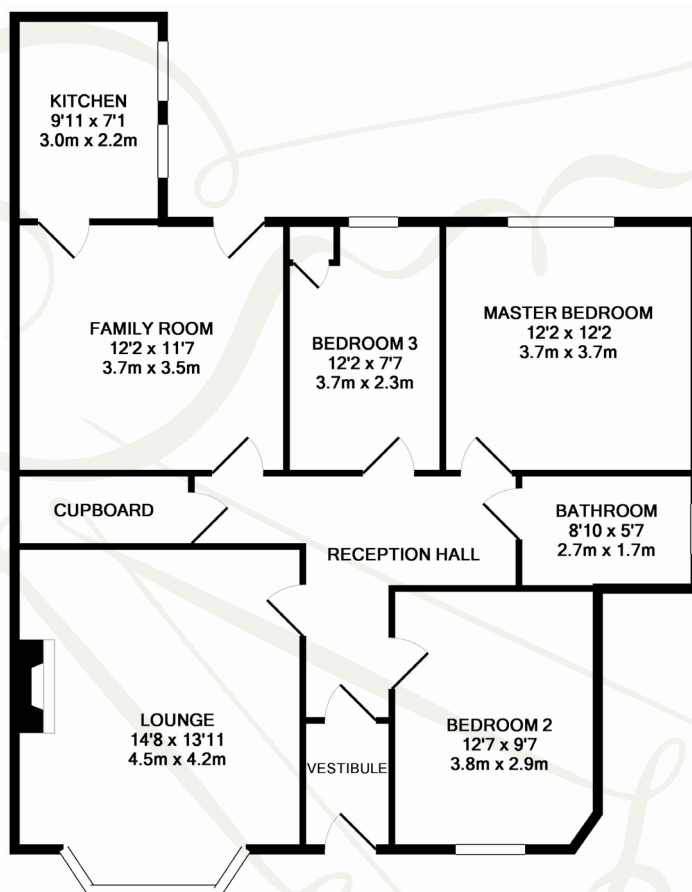 KITCHEN
9'11 x 7'1
3.0m x 2.2m
FAMILY ROOM
12'2 x 11'7
3.7m x 3.5m
BEDROOM 3
12'2 x 7'7
3.7m x 2.3m
MASTER BEDROOM
12'2 x 12'2
3.7m x 3.7m
CUPBOARD
RECEPTION HALL
BATHROOM
8'10 x 5'7
2.7m x 1.7m
LOUNGE
14'8 x 13'11
4.5m x 4.2m
VESTIBULE
BEDROOM 2
12'7 x 9'7
3.8m x 2.9m